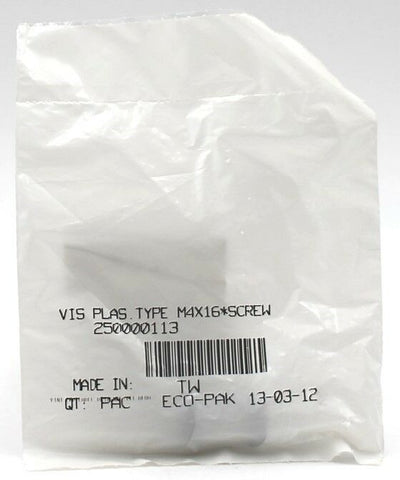 VIS PLAS.TYPE M4X16*SCREW
250000113
MADE IN: TW
QT: PAC ECO-PAK 13-03-12